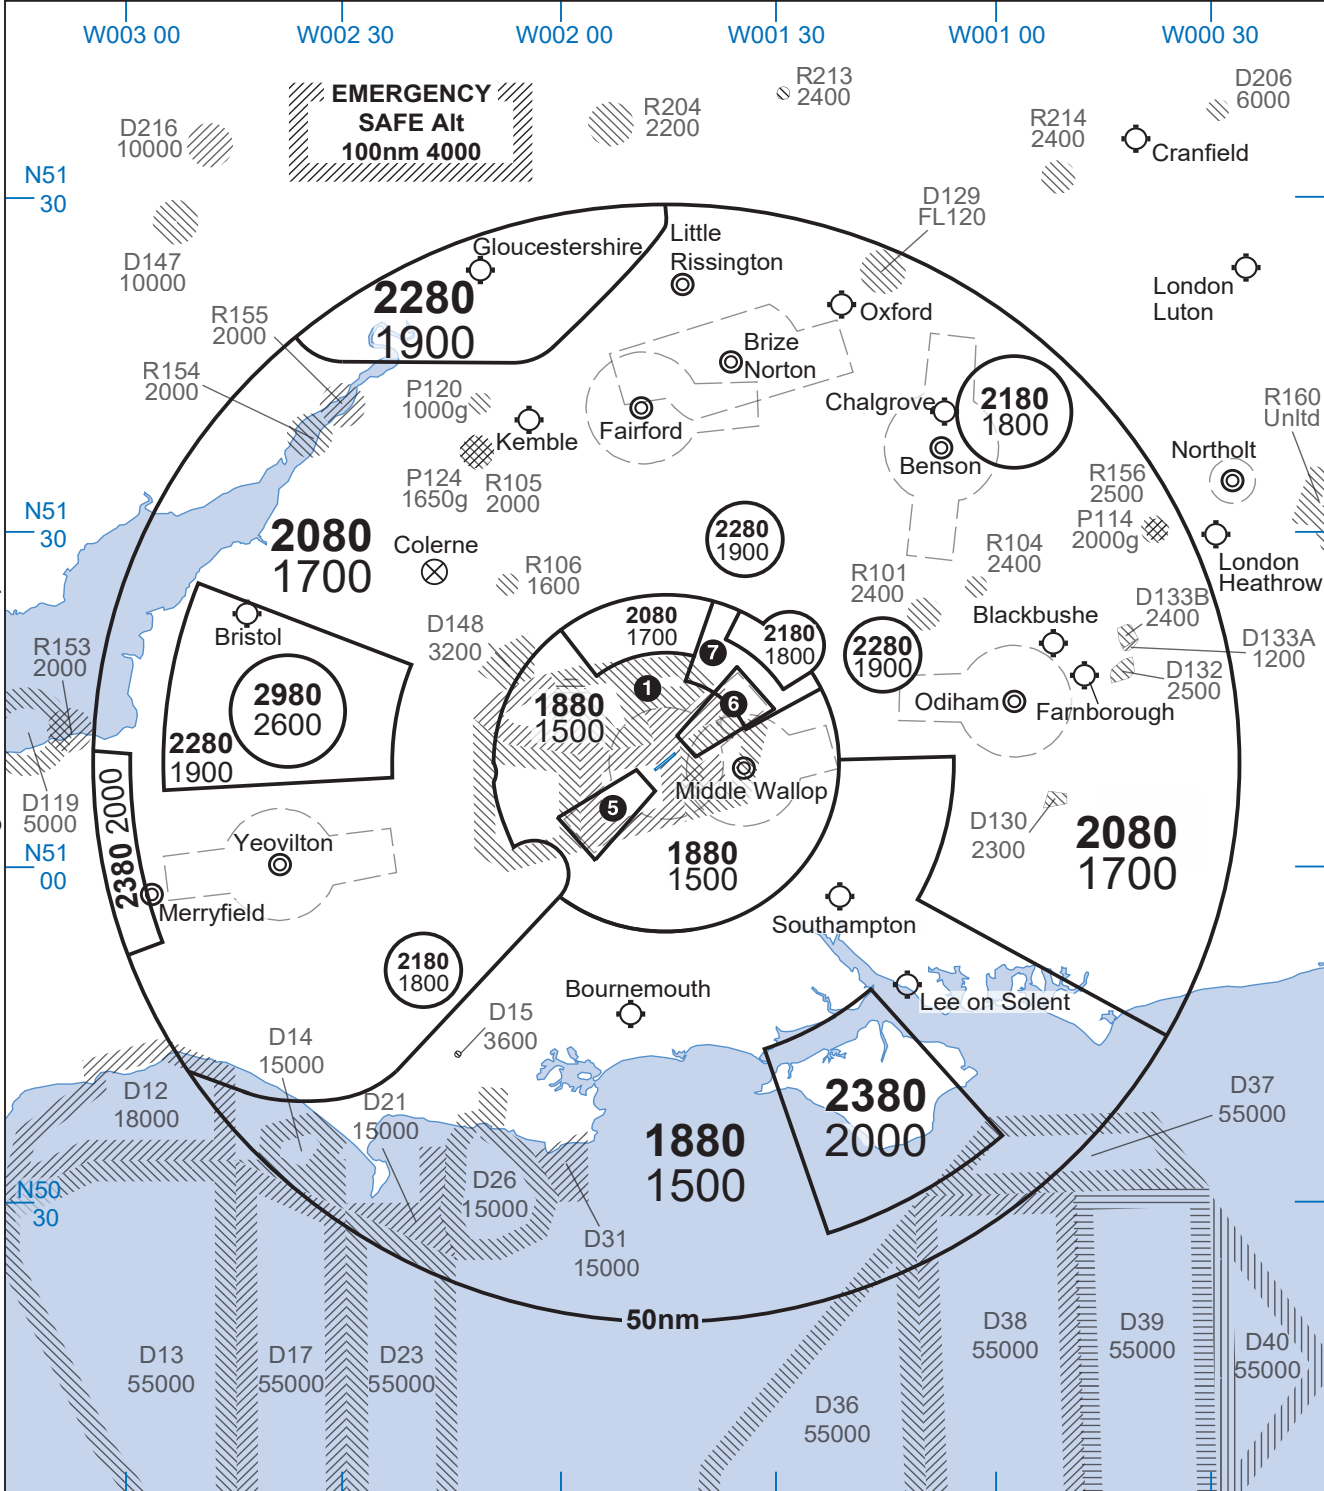 W003 00
W002 30
W002 00
W001 30
W001 00
W000 30
EMERGENCY
SAFE Alt
100nm 4000
R213
2400
R204
2200
D206
6000
R214
2400
Cranfield
D216
10000
N51
30
D147
10000
D129
FL120
Gloucestershire
Little
Rissington
2280
1900
London
Luton
R155
2000
Oxford
R154
2000
Brize
Norton
P120
1000g
Kemble
Fairford
Chalgrove
2180
1800
R160
Unltd
Benson
Northolt
P124
1650g
R105
2000
R156
2500
P114
2000g
N51
30
2080
1700
Colerne
2280
1900
R104
2400
London
Heathrow
R106
1600
R101
2400
D133B
2400
Bristol
D148
3200
2080
1700
7
2180
1800
Blackbushe
D133A
1200
R153
2000
2280
1900
D132
2500
2980
2600
1
1880
1500
6
Odiham
Farnborough
2280
1900
Middle Wallop
D119
5000
2380 2000
5
D130
2300
2080
1700
Yeovilton
N51
00
1880
1500
Merryfield
Southampton
2180
1800
Bournemouth
Lee on Solent
D15
3600
D14
15000
D12
18000
D21
15000
2380
2000
D37
55000
1880
1500
D26
15000
N50
30
D31
15000
50nm
D13
55000
D17
55000
D23
55000
D38
55000
D39
55000
D40
55000
D36
55000